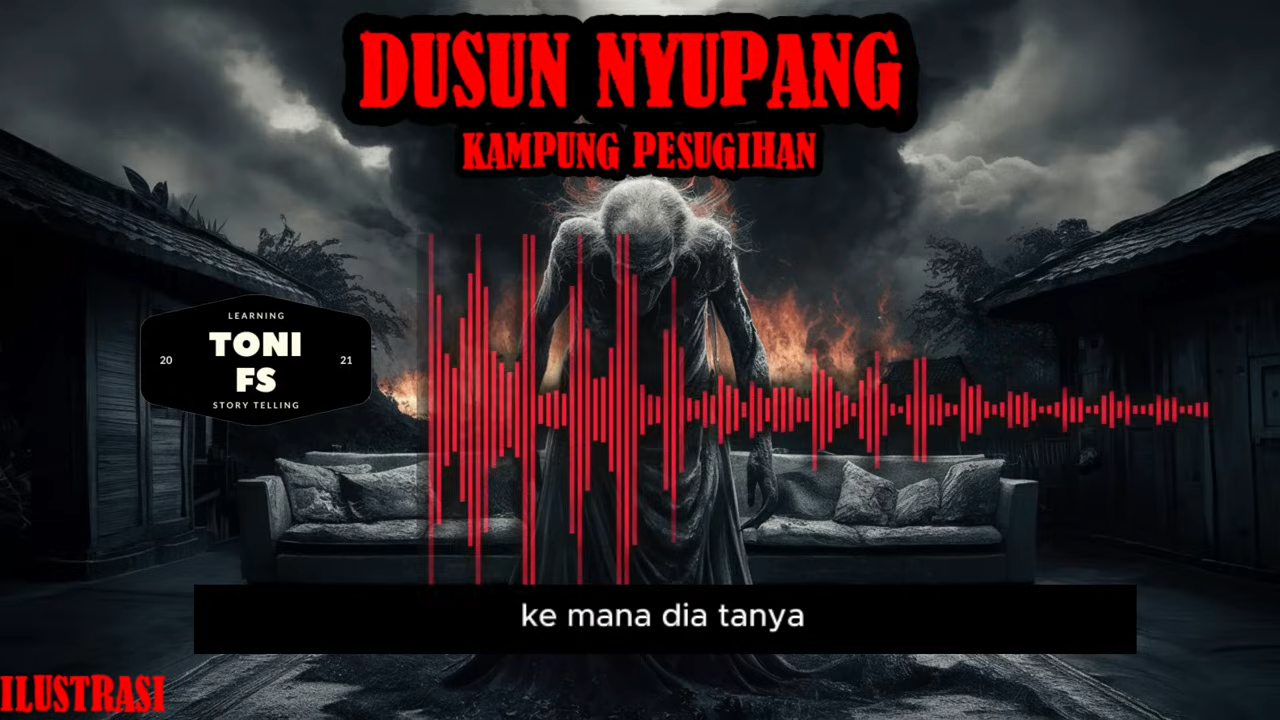 DUSUN NYUPANG
KAMPUNG PESUGIHAN
LEARNING
TONI
20
21
FS
STORY TELLING
ke mana dia tanya
ILUSTRASI